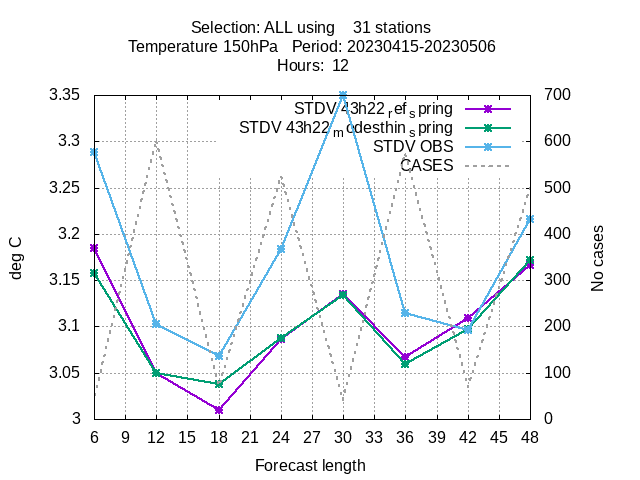 Selection: ALL using    31 stations
Temperature 150hPa   Period: 20230415-20230506
Hours:  12
STDV 43h22refspring
STDV 43h22modesthinspring
STDV OBS
CASES
3.35
3.3
3.25
3.2
3.15
3.1
3.05
3
deg C
700
600
500
400
300
200
100
0
No cases
6 9 12 15 18 21 24 27 30 33 36 39 42 45 48
Forecast length